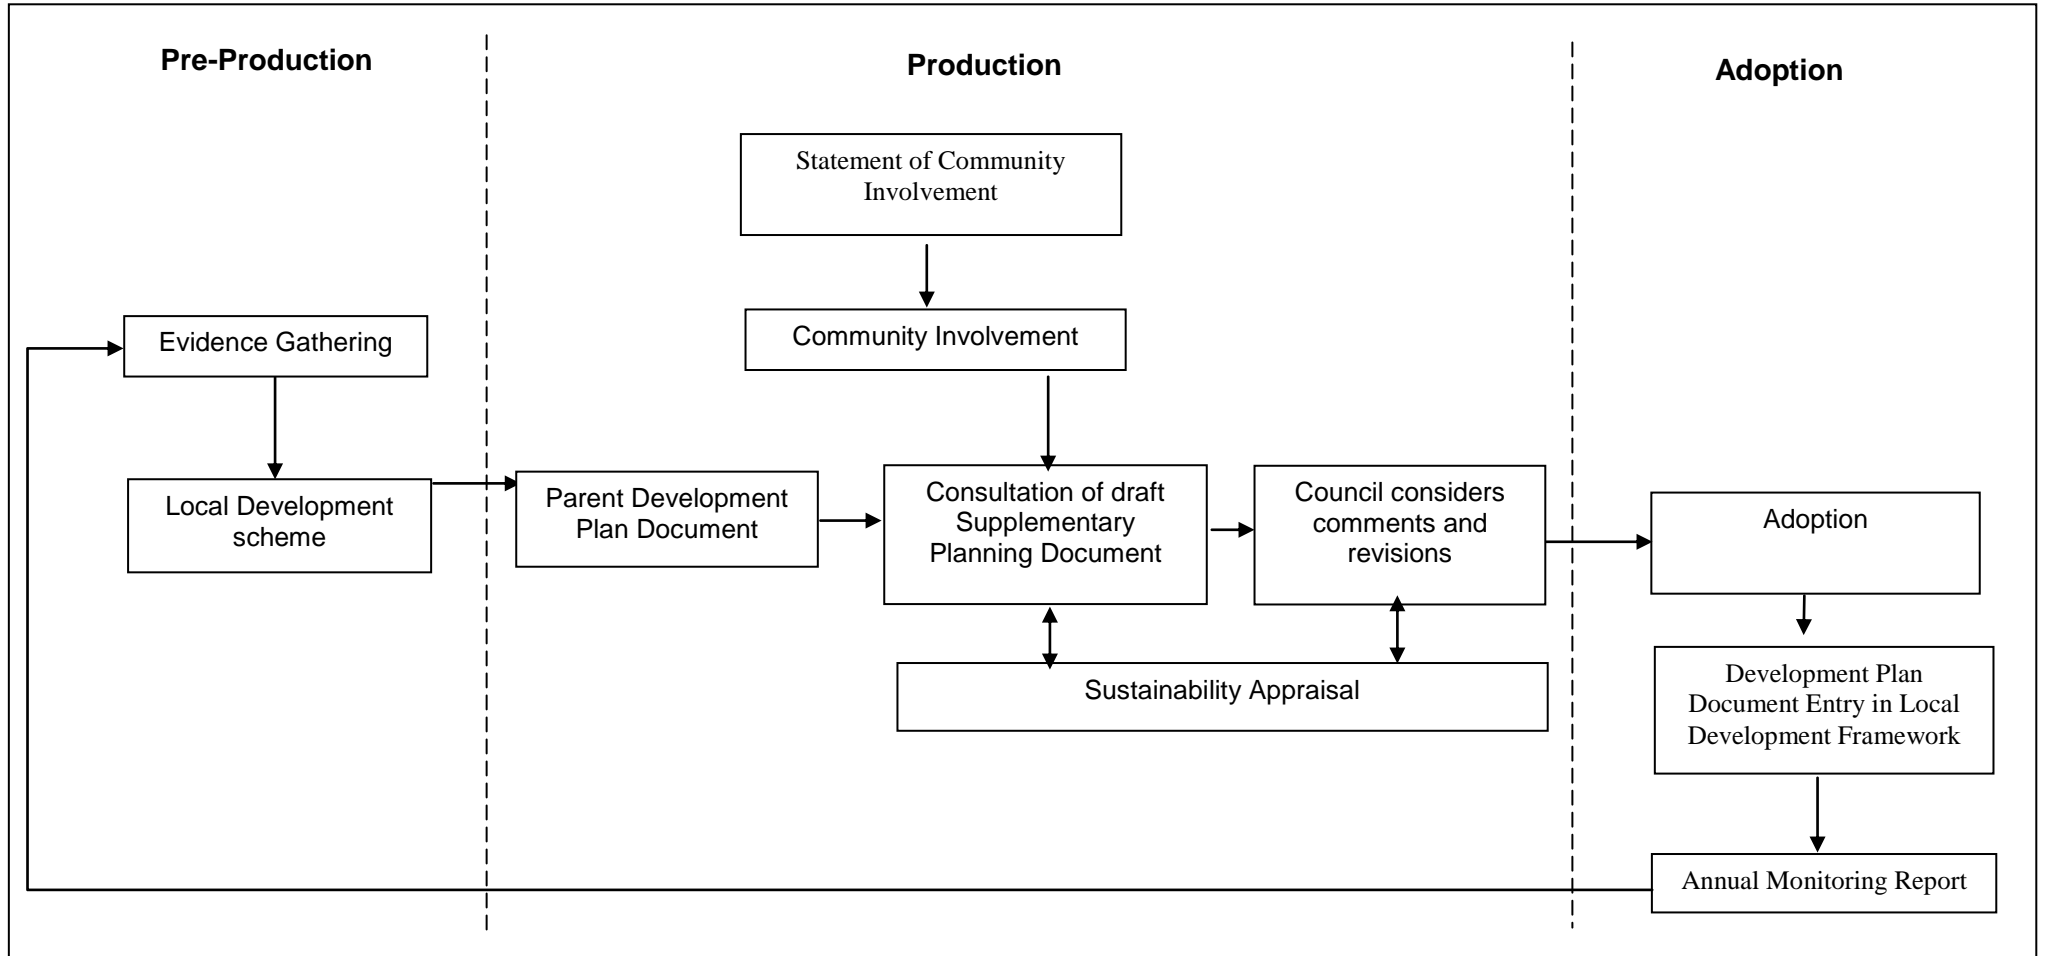 Pre-Production
Production
Adoption
Statement of Community
Involvement
Community Involvement
Evidence Gathering
Local Development
scheme
Parent Development
Plan Document
Consultation of draft
Supplementary
Planning Document
Council considers
comments and
revisions
Adoption
Sustainability Appraisal
Development Plan
Document Entry in Local
Development Framework
Annual Monitoring Report